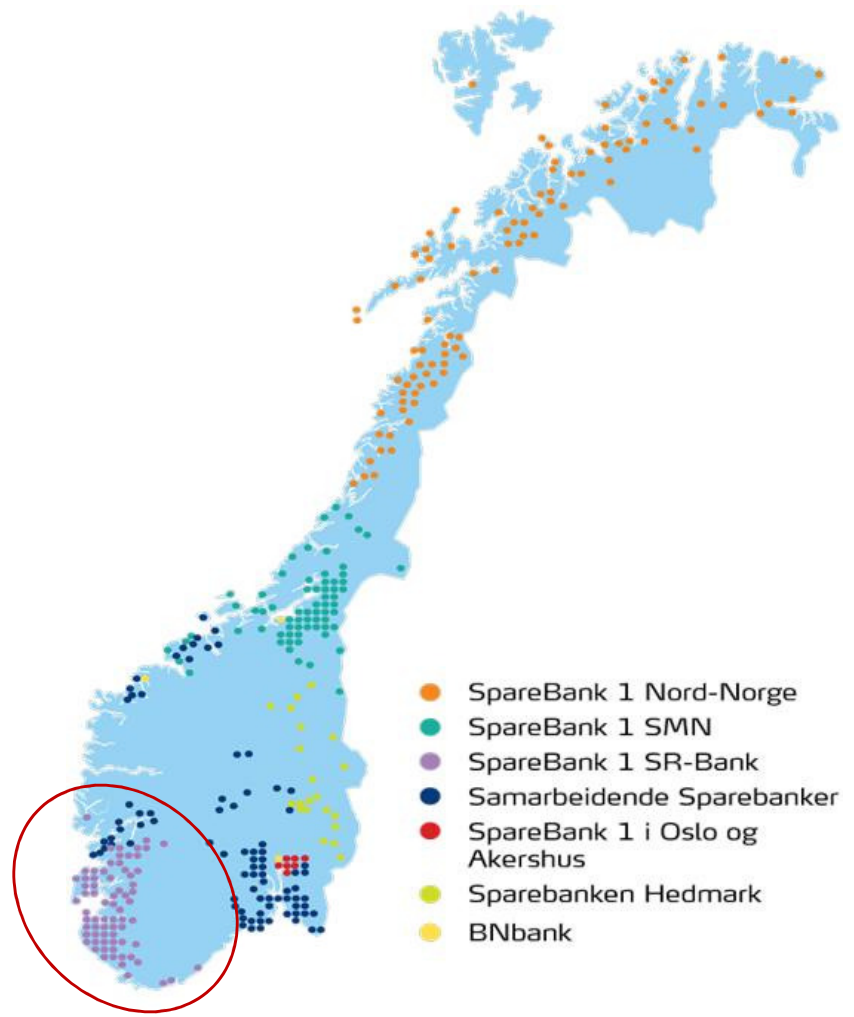 SpareBank 1 Nord-Norge
SpareBank 1 SMN
SpareBank 1 SR-Bank
Samarbeidende Sparebanker
SpareBank 1 i Oslo og
Akershus
Sparebanken Hedmark
BNbank